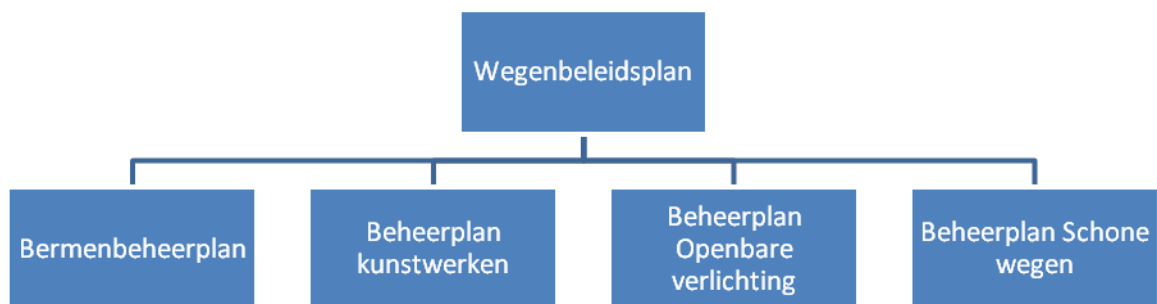 Wegenbeleidsplan
Bermenbeheerplan
Beheerplan
kunstwerken
Beheerplan
Openbare
verlichting
Beheerplan Schone
wegen